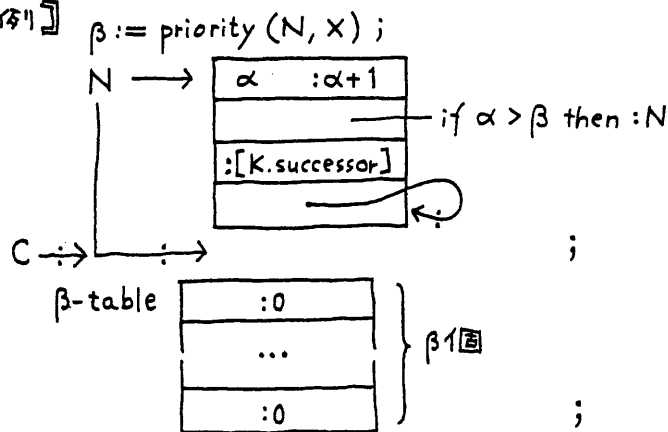 例]
β := priority (N, X) ;
N
α :α+1
if α > β then :N
:[K.successor]
:
C : : ;
β-table :0
...
β個
:0 ;